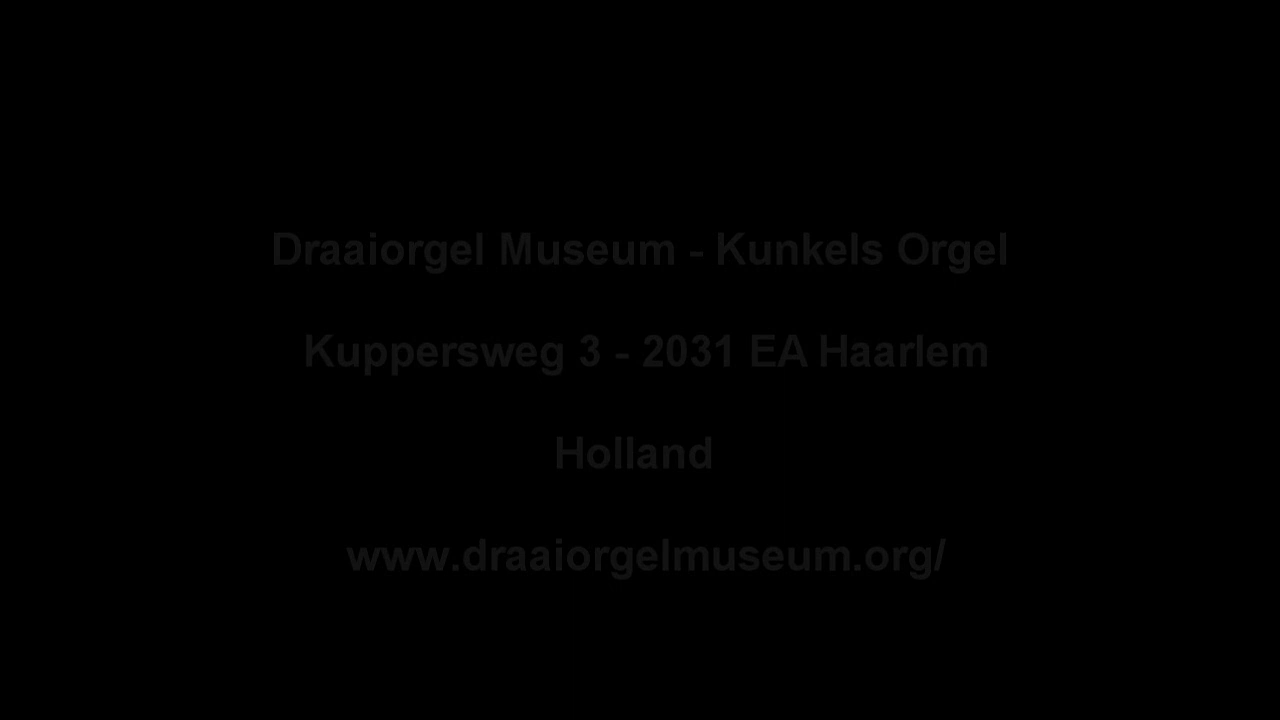 Draaiorgel Museum - Kunkels Orgel
Kuppersweg 3 - 2031 EA Haarlem
Holland
www.draaiorgelmuseum.org/